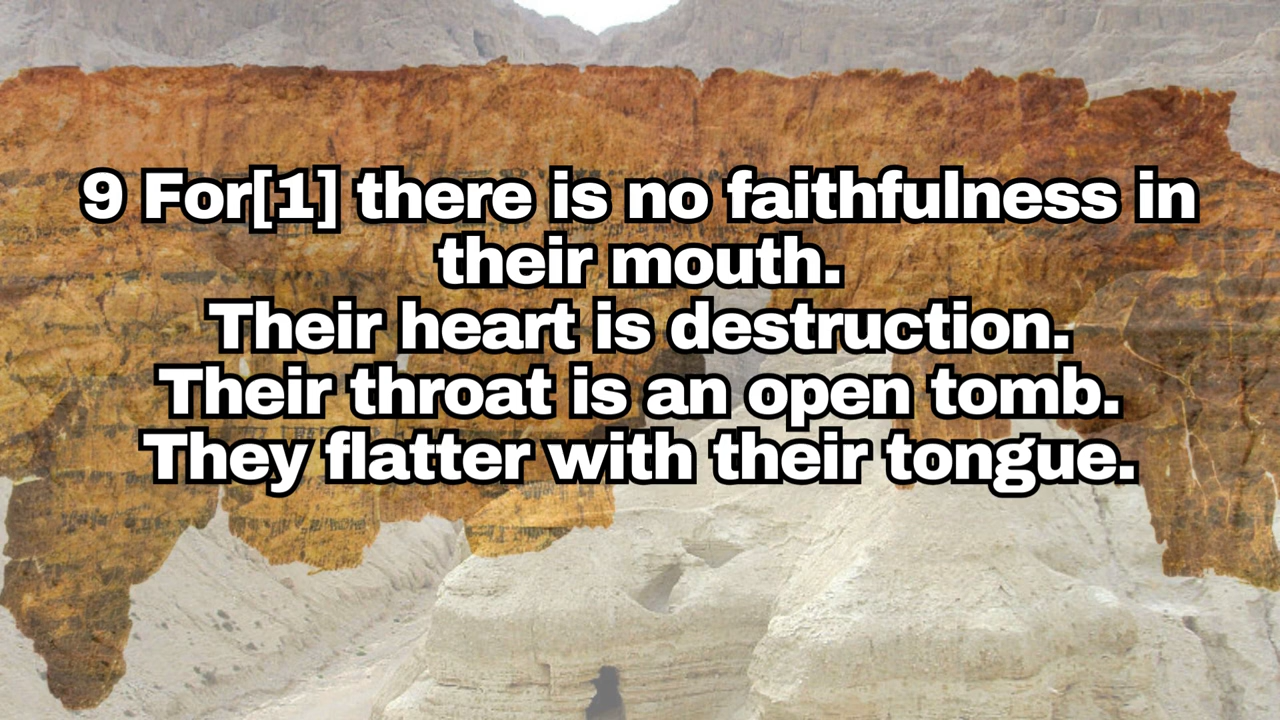 9 For[1] there is no faithfulness in
their mouth.
Their heart is destruction.
Their throat is an open tomb.
They flatter with their tongue.